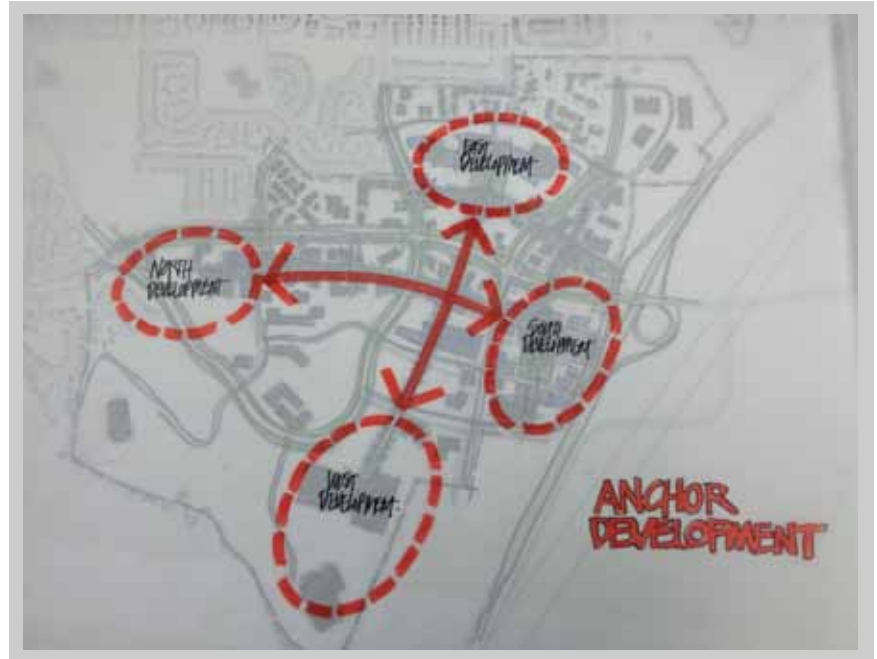 EAST
DEVELOPMENT
NORTH
DEVELOPMENT
SOUTH
DEVELOPMENT
WEST
DEVELOPMENT
ANCHOR
DEVELOPMENT